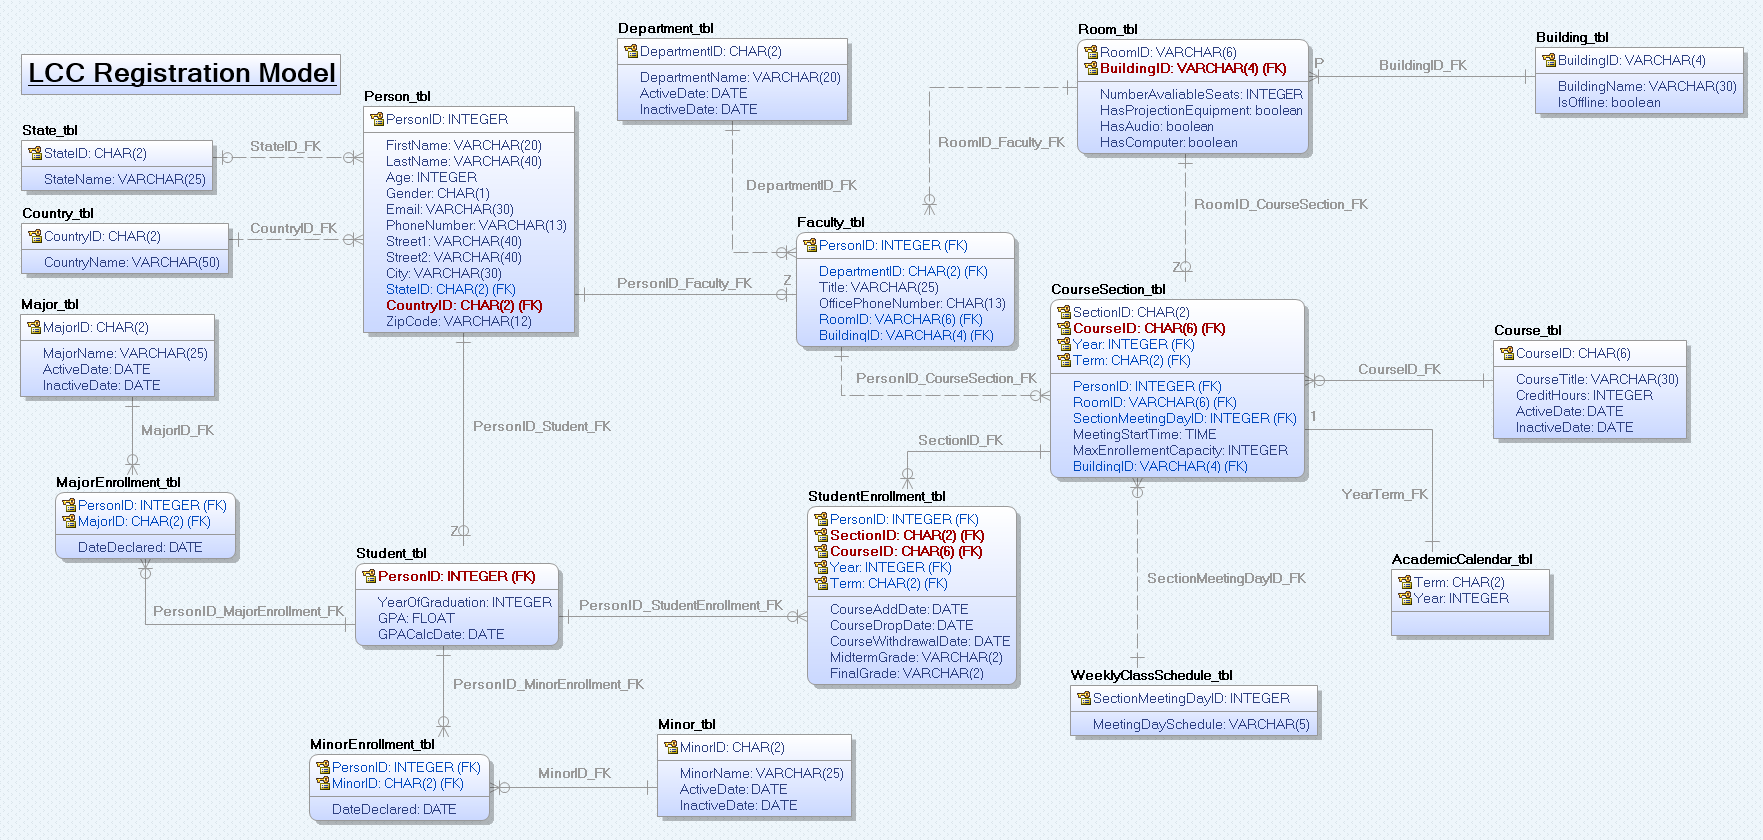 LCC Registration Model
Department_tbl
DepartmentID: CHAR(2)
DepartmentName: VARCHAR(20)
ActiveDate: DATE
InactiveDate: DATE
Room_tbl
RoomID: VARCHAR(6)
BuildingID: VARCHAR(4) (FK)
NumberAvaliableSeats: INTEGER
HasProjectionEquipment: boolean
HasAudio: boolean
HasComputer: boolean
P
BuildingID_FK
Building_tbl
BuildingID: VARCHAR(4)
BuildingName: VARCHAR(30)
IsOffline: boolean
Person_tbl
PersonID: INTEGER
FirstName: VARCHAR(20)
LastName: VARCHAR(40)
Age: INTEGER
Gender: CHAR(1)
Email: VARCHAR(30)
PhoneNumber: VARCHAR(13)
Street1: VARCHAR(40)
Street2: VARCHAR(40)
City: VARCHAR(30)
StateID: CHAR(2) (FK)
CountryID: CHAR(2) (FK)
ZipCode: VARCHAR(12)
State_tbl
StateID: CHAR(2)
StateName: VARCHAR(25)
StateID_FK
Country_tbl
CountryID: CHAR(2)
CountryName: VARCHAR(50)
CountryID_FK
RoomID_Faculty_FK
DepartmentID_FK
RoomID_CourseSection_FK
Z
Faculty_tbl
PersonID: INTEGER (FK)
DepartmentID: CHAR(2) (FK)
Title: VARCHAR(25)
OfficePhoneNumber: CHAR(13)
RoomID: VARCHAR(6) (FK)
BuildingID: VARCHAR(4) (FK)
PersonID_Faculty_FK
Z
Major_tbl
MajorID: CHAR(2)
MajorName: VARCHAR(25)
ActiveDate: DATE
InactiveDate: DATE
CourseSection_tbl
SectionID: CHAR(2)
CourseID: CHAR(6) (FK)
Year: INTEGER (FK)
Term: CHAR(2) (FK)
PersonID: INTEGER (FK)
RoomID: VARCHAR(6) (FK)
SectionMeetingDayID: INTEGER (FK)
MeetingStartTime: TIME
MaxEnrollementCapacity: INTEGER
BuildingID: VARCHAR(4) (FK)
PersonID_CourseSection_FK
CourseID_FK
Course_tbl
CourseID: CHAR(6)
CourseTitle: VARCHAR(30)
CreditHours: INTEGER
ActiveDate: DATE
InactiveDate: DATE
1
MajorID_FK
PersonID_Student_FK
Z
SectionID_FK
YearTerm_FK
MajorEnrollment_tbl
PersonID: INTEGER (FK)
MajorID: CHAR(2) (FK)
DateDeclared: DATE
StudentEnrollment_tbl
PersonID: INTEGER (FK)
SectionID: CHAR(2) (FK)
CourseID: CHAR(6) (FK)
Year: INTEGER (FK)
Term: CHAR(2) (FK)
CourseAddDate: DATE
CourseDropDate: DATE
CourseWithdrawalDate: DATE
MidtermGrade: VARCHAR(2)
FinalGrade: VARCHAR(2)
Student_tbl
PersonID: INTEGER (FK)
YearOfGraduation: INTEGER
GPA: FLOAT
GPACalcDate: DATE
PersonID_MajorEnrollment_FK
PersonID_StudentEnrollment_FK
SectionMeetingDayID_FK
AcademicCalendar_tbl
Term: CHAR(2)
Year: INTEGER
PersonID_MinorEnrollment_FK
WeeklyClassSchedule_tbl
SectionMeetingDayID: INTEGER
MeetingDaySchedule: VARCHAR(5)
MinorEnrollment_tbl
PersonID: INTEGER (FK)
MinorID: CHAR(2) (FK)
DateDeclared: DATE
MinorID_FK
Minor_tbl
MinorID: CHAR(2)
MinorName: VARCHAR(25)
ActiveDate: DATE
InactiveDate: DATE